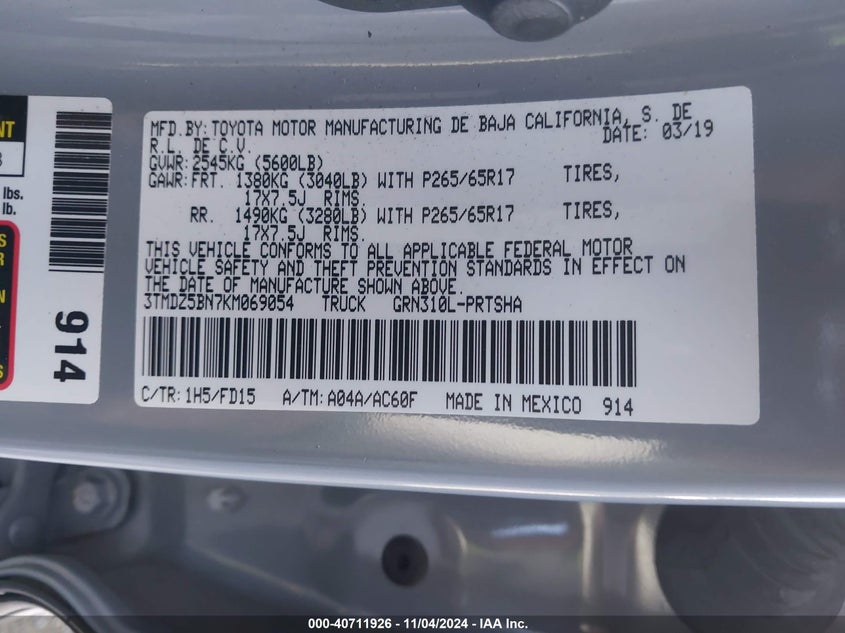 NT
3
lbs.
lb.
S
R
N
S
914
MFD.BY: TOYOTA MOTOR MANUFACTURING DE BAJA CALIFORNIA, S. DE
R.L. DE C.V. DATE: 03/19
GVWR: 2545KG (5600LB)
GAWR: FRT. 1380KG (3040LB) WITH P265/65R17 TIRES,
17X7.5J RIMS.
RR. 1490KG (3280LB) WITH P265/65R17 TIRES,
17X7.5J RIMS.
THIS VEHICLE CONFORMS TO ALL APPLICABLE FEDERAL MOTOR
VEHICLE SAFETY AND THEFT PREVENTION STANDARDS IN EFFECT ON
THE DATE OF MANUFACTURE SHOWN ABOVE.
3TMDZ5BN7KM069054 TRUCK GRN310L-PRTSHA
C/TR: 1H5/FD15 A/TM: A04A/AC60F MADE IN MEXICO 914
000-40711926 - 11/04/2024 - IAA Inc.